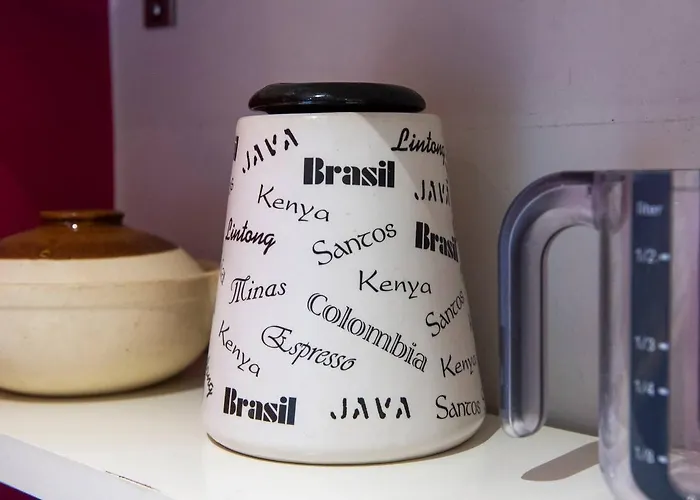 JAVA
Lintong
Brasil
JAVA
Kenya
Lintong
Santos
Brasil
Minas
Kenya
Santos
Colombia
Kenya
Espresso
Kenya
Brasil
JAVA
Santos
liter
1/2
1/3
1/4
1/8